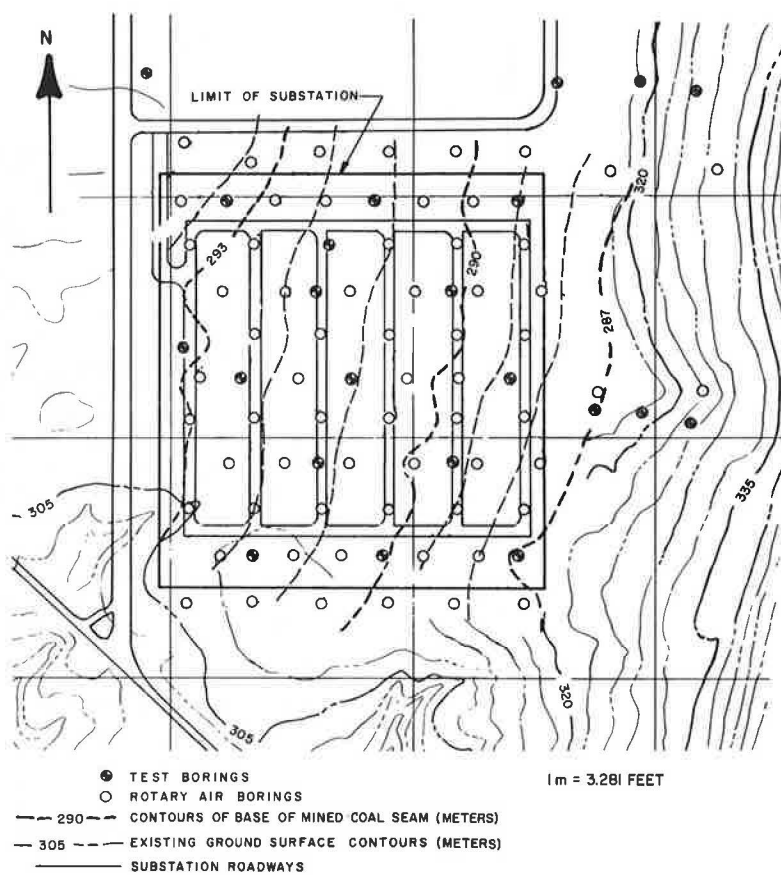 N
LIMIT OF SUBSTATION
320
293
290
287
305
335
305
320
TEST BORINGS
1m = 3.281 FEET
ROTARY AIR BORINGS
290 CONTOURS OF BASE OF MINED COAL SEAM (METERS)
305 EXISTING GROUND SURFACE CONTOURS (METERS)
SUBSTATION ROADWAYS